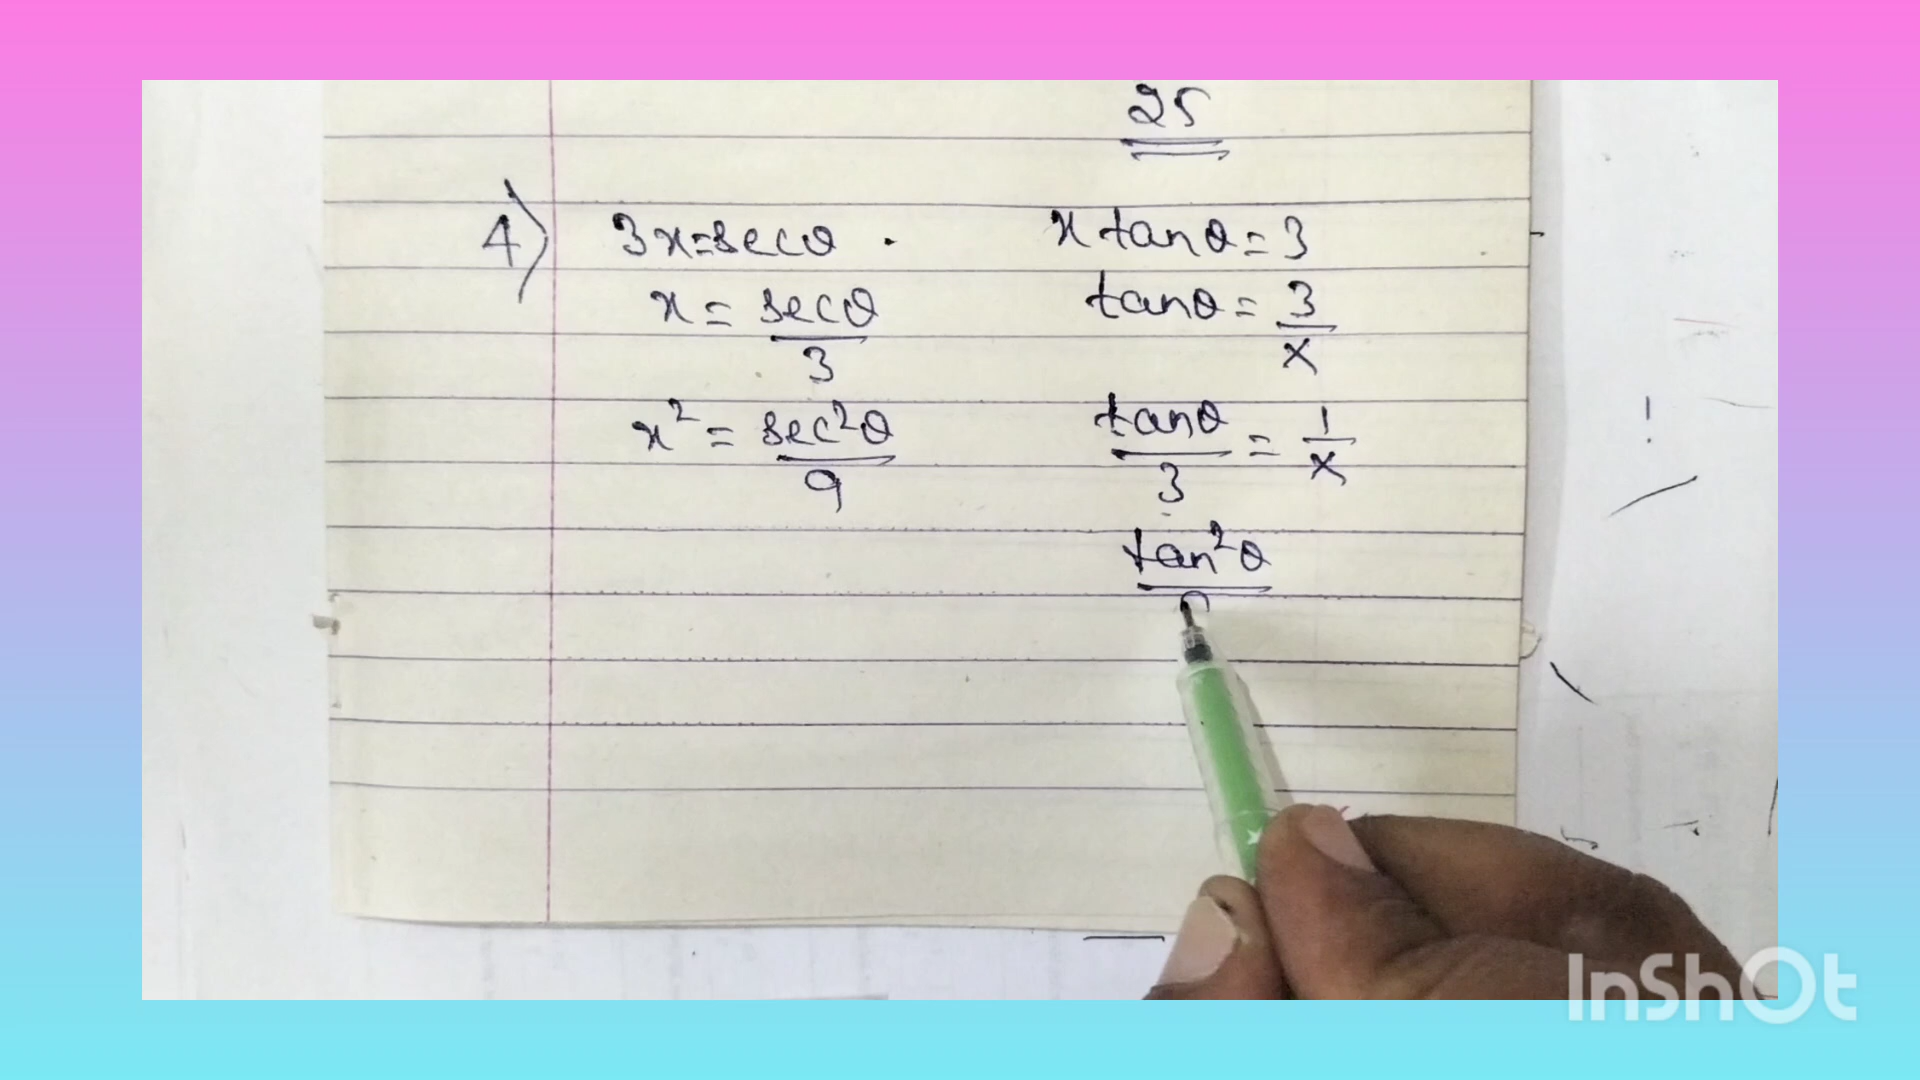 25
4) 3x=secθ . x tanθ = 3
x = secθ/3 tanθ = 3/x
x² = sec²θ/9 tanθ/3 = 1/x
tan²θ
InShOt